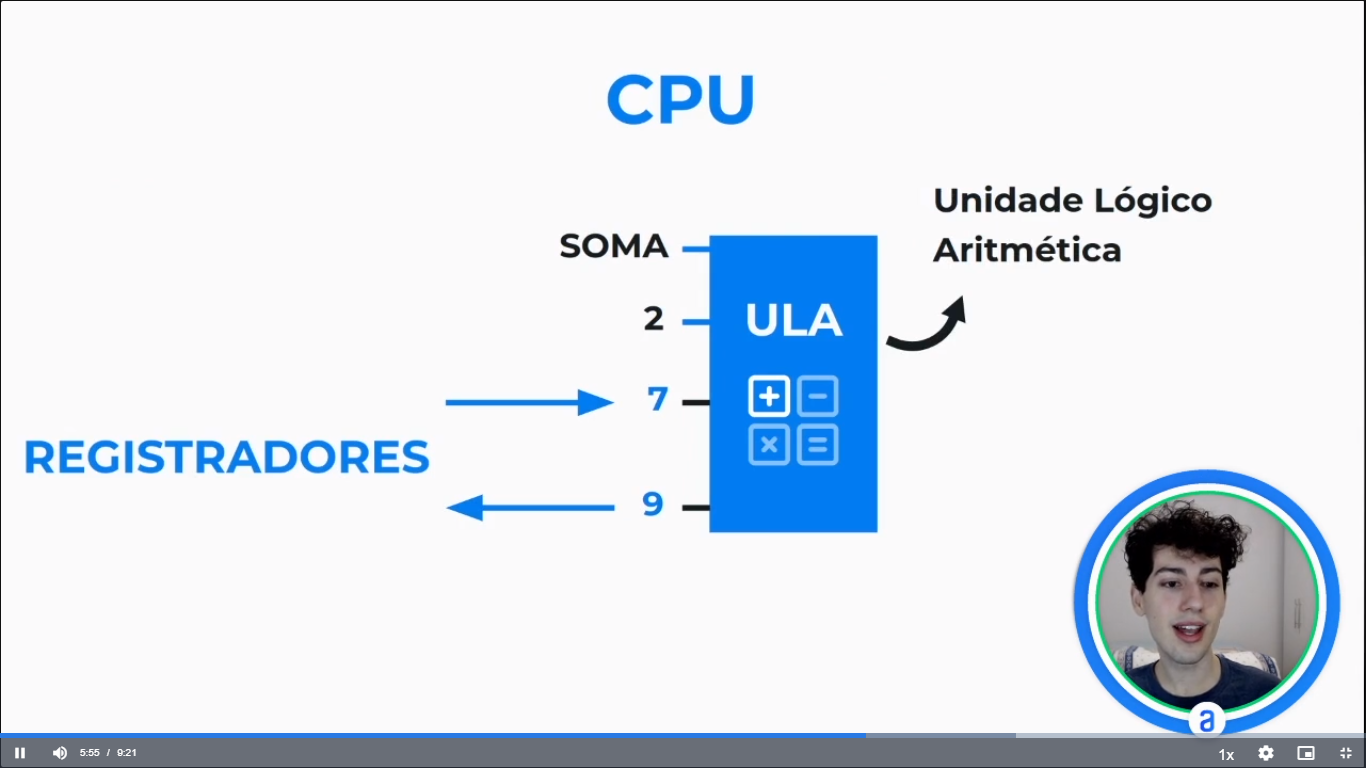 CPU
Unidade Lógico
Aritmética
SOMA
2
ULA
7
REGISTRADORES
9
a
5:55 / 9:21
1x